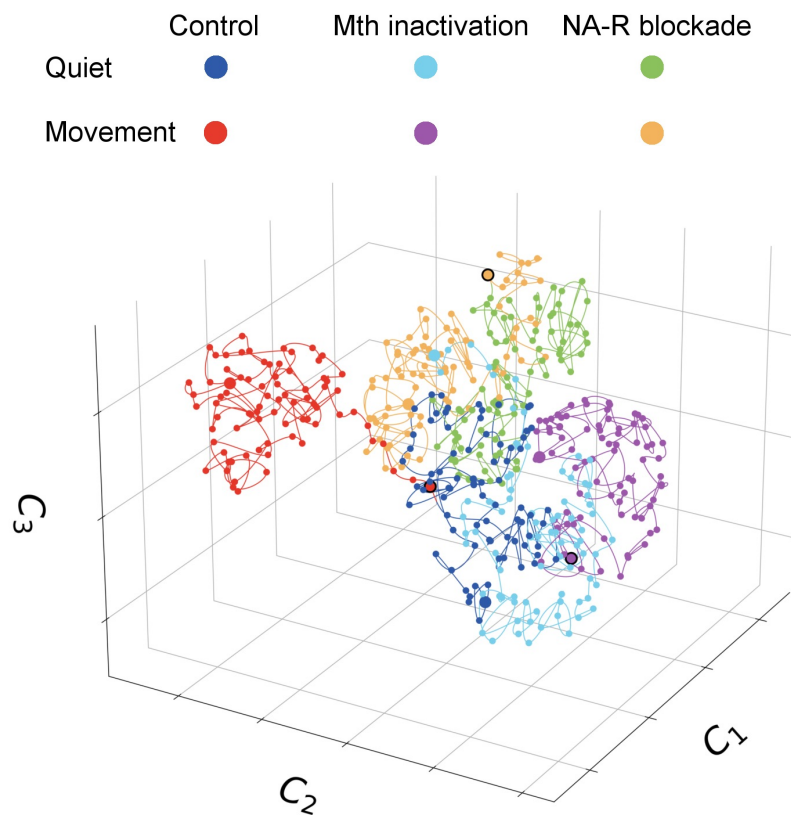 Control Mth inactivation NA-R blockade
Quiet
Movement
C3
C1
C2